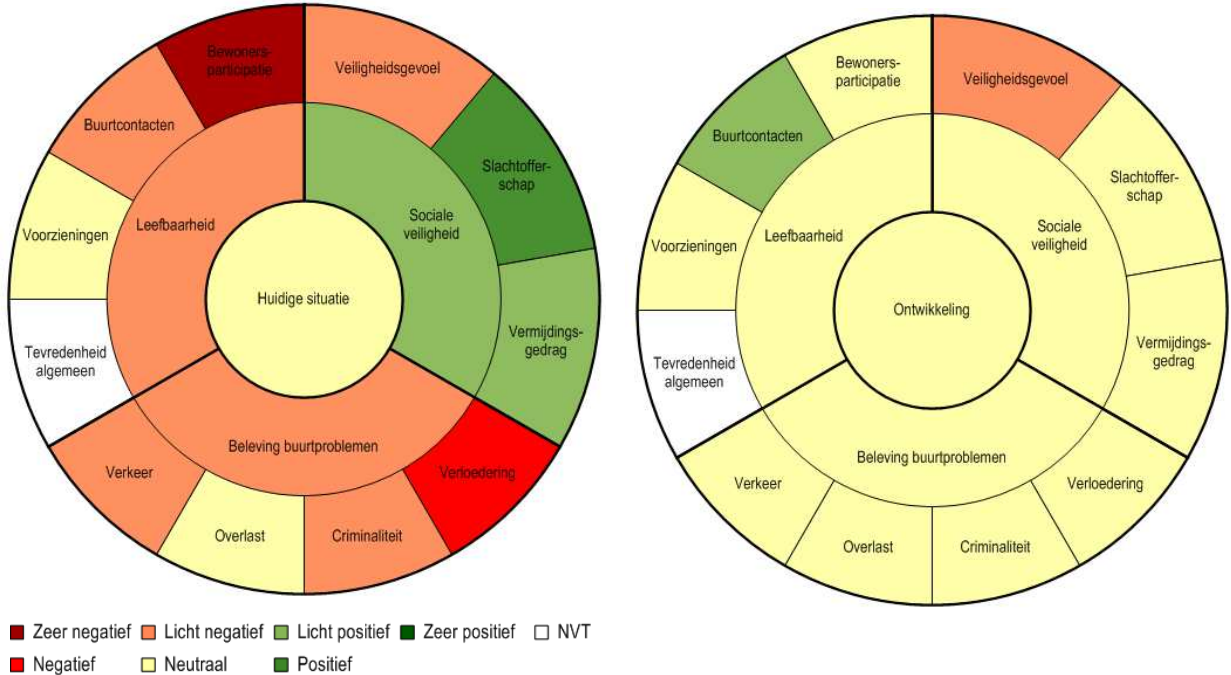 Bewoners-
participatie
Veiligheidsgevoel
Buurtcontacten
Slachtoffer-
schap
Voorzieningen
Leefbaarheid
Sociale
veiligheid
Huidige situatie
Tevredenheid
algemeen
Vermijdings-
gedrag
Beleving buurtproblemen
Verkeer
Verloedering
Overlast
Criminaliteit
Bewoners-
participatie
Veiligheidsgevoel
Buurtcontacten
Slachtoffer-
schap
Voorzieningen
Leefbaarheid
Sociale
veiligheid
Ontwikkeling
Tevredenheid
algemeen
Vermijdings-
gedrag
Beleving buurtproblemen
Verkeer
Verloedering
Overlast
Criminaliteit
Zeer negatief Licht negatief Licht positief Zeer positief NVT
Negatief Neutraal Positief